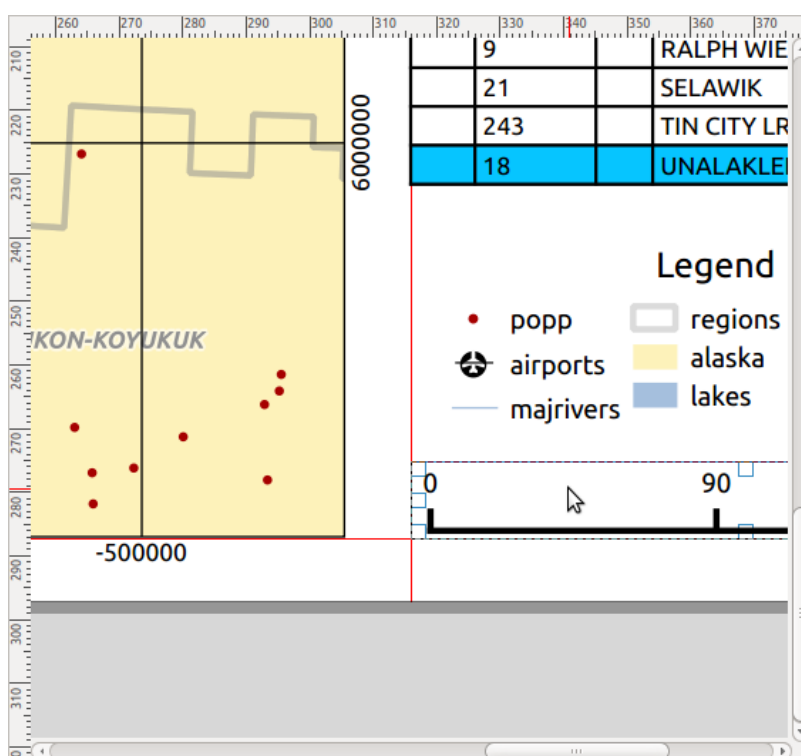 260 270 280 290 300 310 320 330 340 350 360 370
210
220
230
240
250
260
270
280
290
300
310
9 RALPH WIE
21 SELAWIK
243 TIN CITY LR
18 UNALAKLE
6000000
IKON-KOYUKUK
-500000
Legend
popp
airports
majrivers
regions
alaska
lakes
0 90